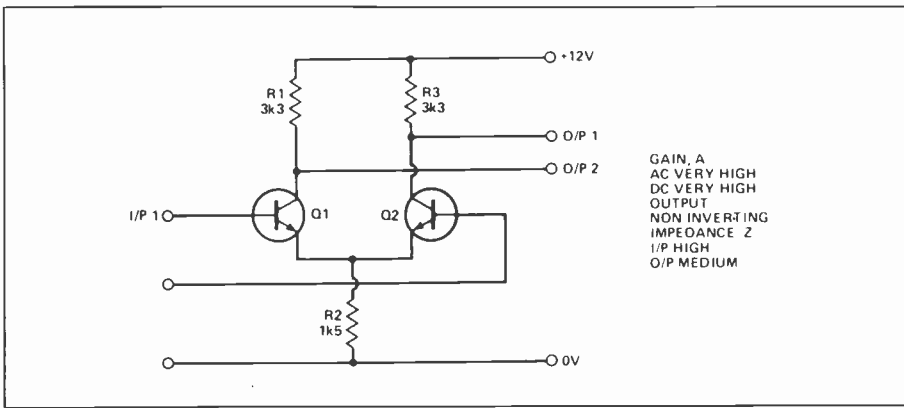 +12V
R1
3k3
R3
3k3
O/P 1
O/P 2
I/P 1
Q1
Q2
R2
1k5
0V
GAIN, A
AC VERY HIGH
DC VERY HIGH
OUTPUT
NON INVERTING
IMPEDANCE Z
I/P HIGH
O/P MEDIUM